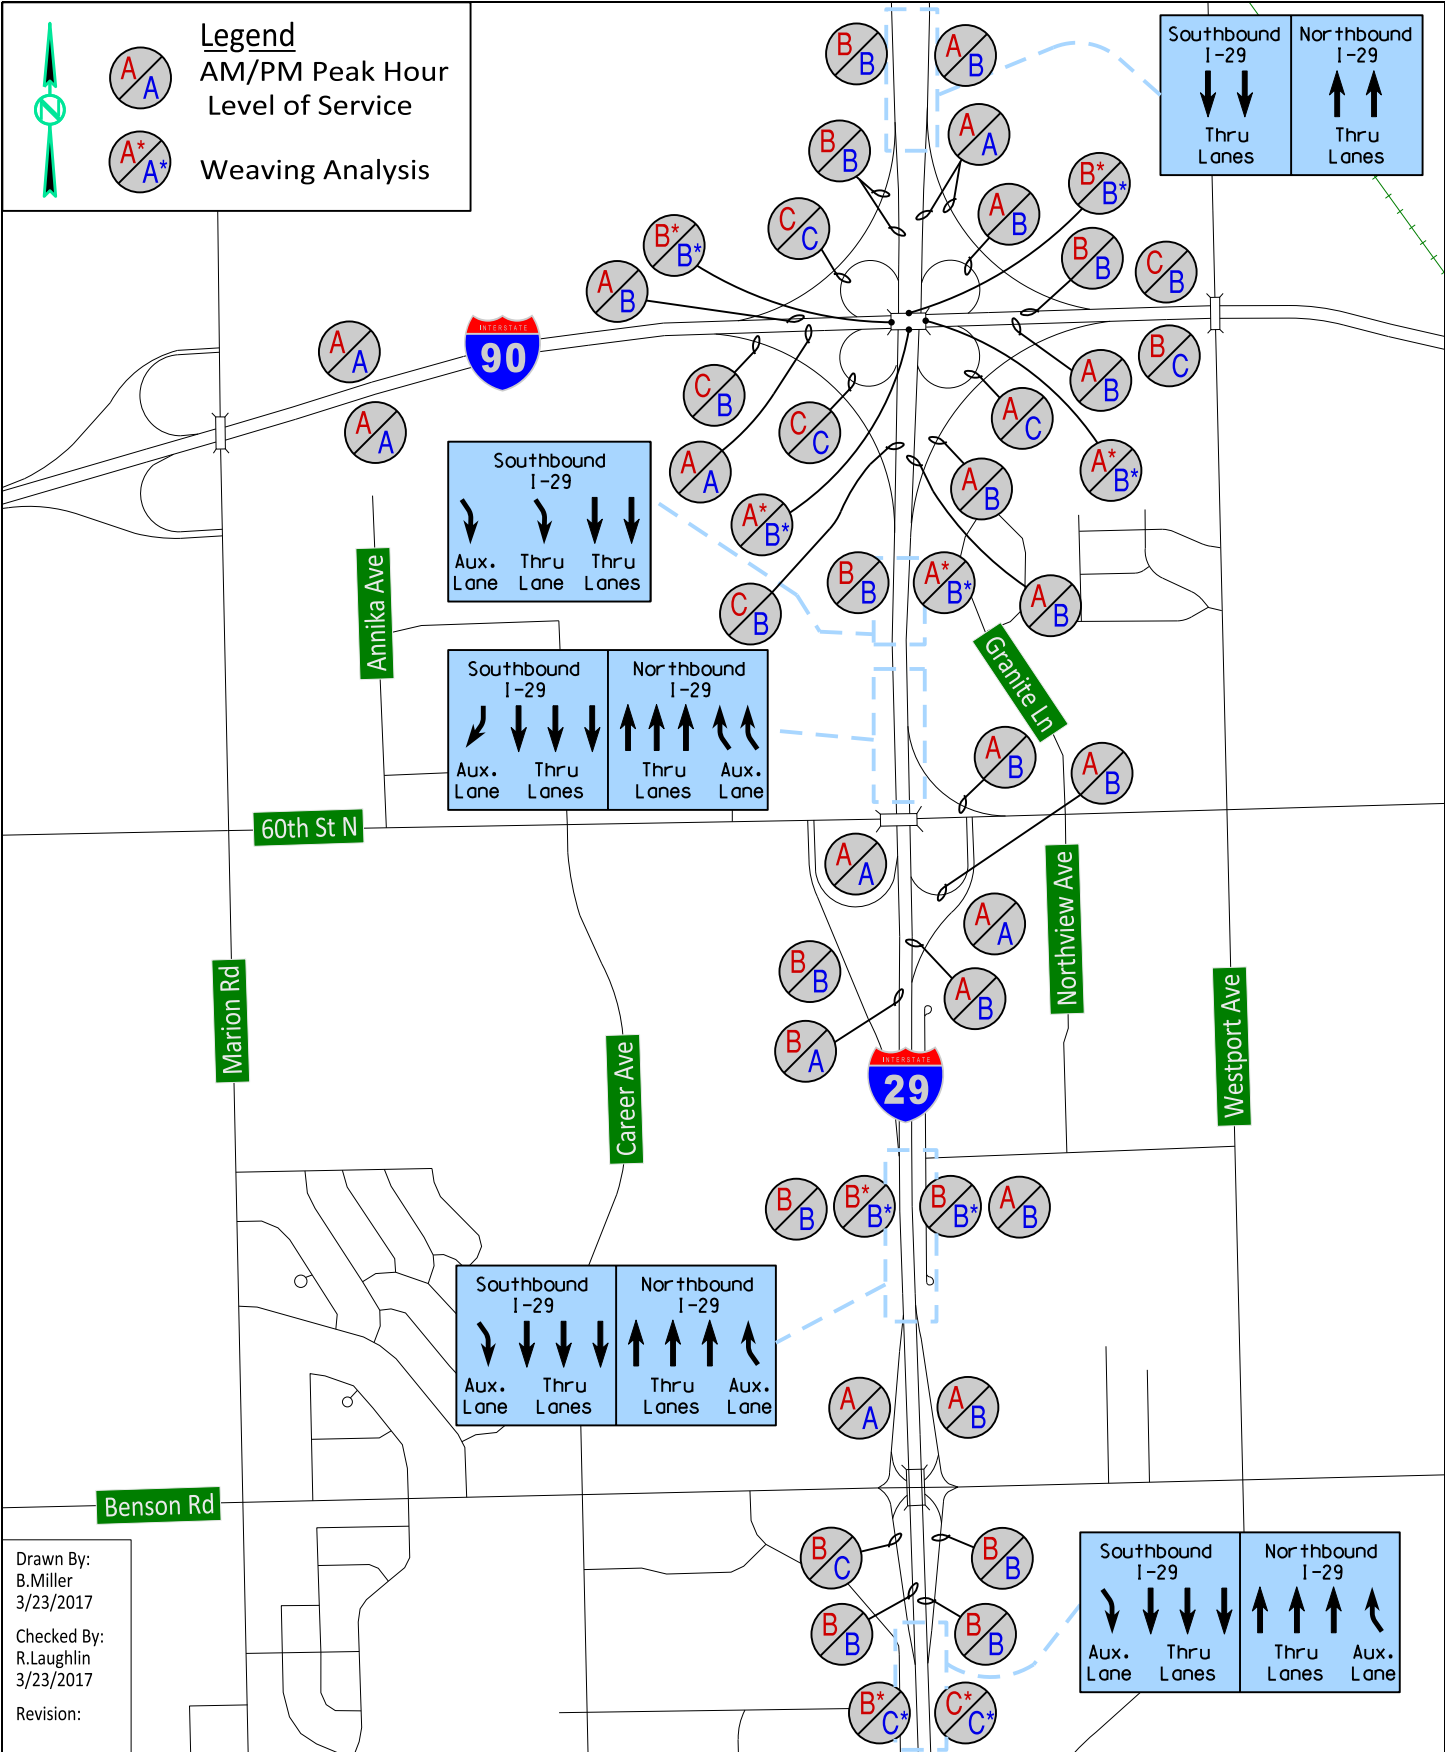 Legend
A
A
AM/PM Peak Hour
Level of Service
A*
A*
Weaving Analysis
N
B
B
A
B
Southbound
I-29
Thru
Lanes
Northbound
I-29
Thru
Lanes
B
B
A
A
B*
B*
C
C
A
B
B*
B*
B
B
C
B
A
B
INTERSTATE
90
A
A
A
A
B
C
A
B
C
B
C
C
A
C
A
A
A*
B*
A
B
A*
B*
Southbound
I-29
Aux.
Lane
Thru
Lane
Thru
Lanes
C
B
B
B
A*
B*
A
B
Annika Ave
Granite Ln
Southbound
I-29
Aux.
Lane
Thru
Lanes
Northbound
I-29
Thru
Lanes
Aux.
Lane
A
B
A
B
60th St N
A
A
A
A
Northview Ave
B
B
A
B
B
A
Marion Rd
Career Ave
Westport Ave
INTERSTATE
29
B
B
B*
B*
B
B*
A
B
Southbound
I-29
Aux.
Lane
Thru
Lanes
Northbound
I-29
Thru
Lanes
Aux.
Lane
A
A
A
B
Benson Rd
B
C
B
B
B
B
B
B
Southbound
I-29
Aux.
Lane
Thru
Lanes
Northbound
I-29
Thru
Lanes
Aux.
Lane
B*
C*
C*
C*
Drawn By:
B.Miller
3/23/2017
Checked By:
R.Laughlin
3/23/2017
Revision: